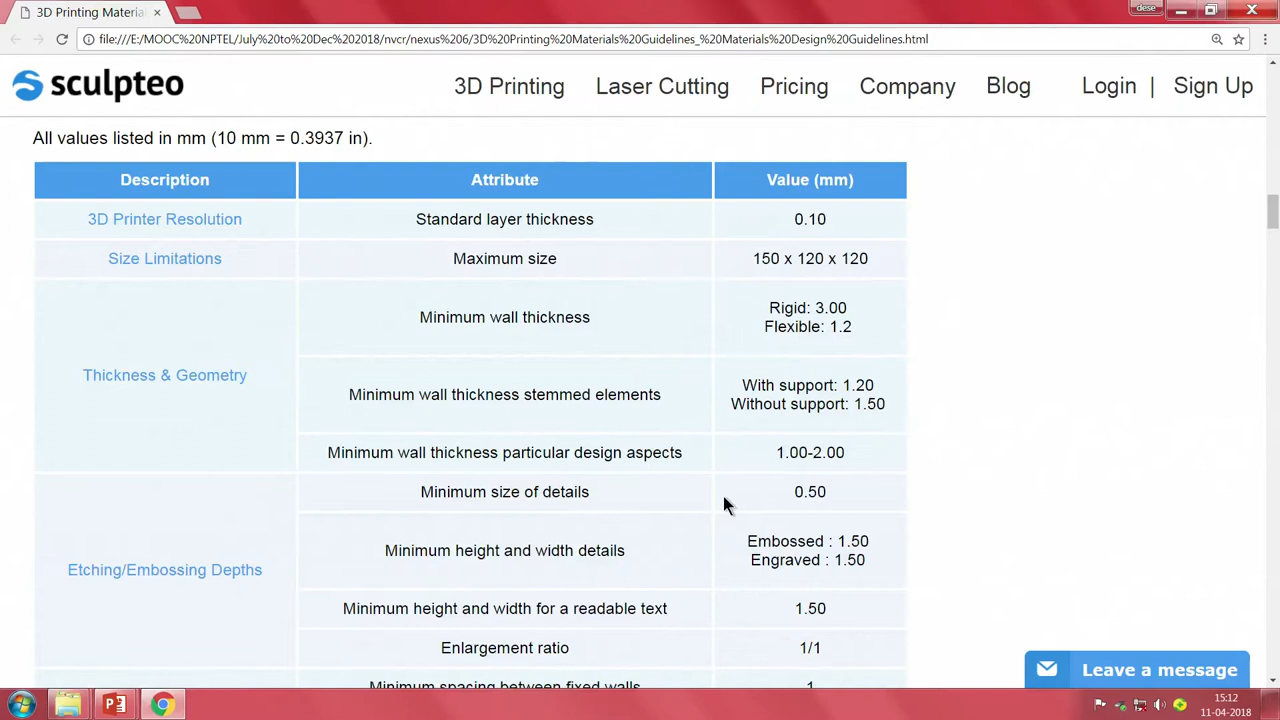 3D Printing Materia
dese
file:///E:/MOOC%20NPTEL/July%20to%20Dec%202018/nvcr/nexus%206/3D%20Printing%20Materials%20Guidelines_%20Materials%20Design%20Guidelines.html
sculpteo
3D Printing
Laser Cutting
Pricing
Company
Blog
Login | Sign Up
All values listed in mm (10 mm = 0.3937 in).
Description Attribute Value (mm)
3D Printer Resolution Standard layer thickness 0.10
Size Limitations Maximum size 150 x 120 x 120
Thickness & Geometry
Minimum wall thickness
Rigid: 3.00
Flexible: 1.2
Minimum wall thickness stemmed elements
With support: 1.20
Without support: 1.50
Minimum wall thickness particular design aspects 1.00-2.00
Etching/Embossing Depths
Minimum size of details 0.50
Minimum height and width details
Embossed : 1.50
Engraved : 1.50
Minimum height and width for a readable text 1.50
Enlargement ratio 1/1
Minimum spacing between fixed walls 1
Leave a message
15:12
11-04-2018